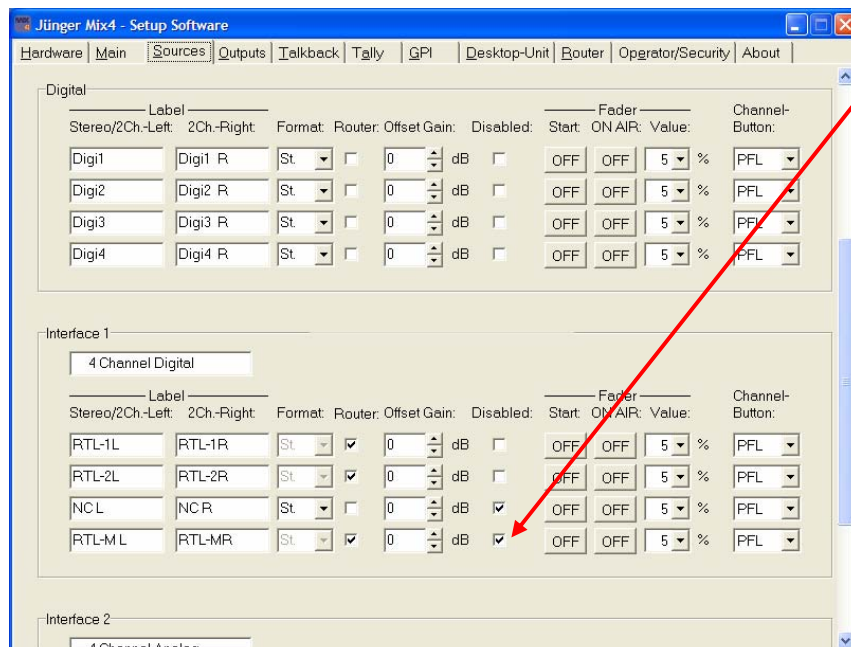 Jünger Mix4 - Setup Software
Hardware Main Sources Outputs Talkback Tally GPI Desktop-Unit Router Operator/Security About
Digital
Label Fader Channel-
Stereo/2Ch.-Left: 2Ch.-Right: Format: Router: Offset Gain: Disabled: Start: ON AIR: Value: Button:
Digi1 Digi1 R St. 0 dB OFF OFF 5 % PFL
Digi2 Digi2 R St. 0 dB OFF OFF 5 % PFL
Digi3 Digi3 R St. 0 dB OFF OFF 5 % PFL
Digi4 Digi4 R St. 0 dB OFF OFF 5 % PFL
Interface 1
4 Channel Digital
Label Fader Channel-
Stereo/2Ch.-Left: 2Ch.-Right: Format: Router: Offset Gain: Disabled: Start: ON AIR: Value: Button:
RTL-1L RTL-1R St. 0 dB OFF OFF 5 % PFL
RTL-2L RTL-2R St. 0 dB OFF OFF 5 % PFL
NC L NC R St. 0 dB OFF OFF 5 % PFL
RTL-M L RTL-MR St. 0 dB OFF OFF 5 % PFL
Interface 2
4 Channel Analog